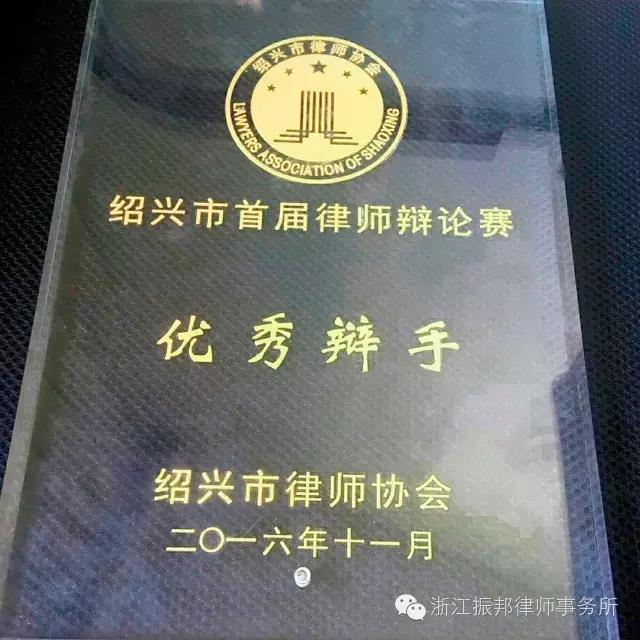 绍兴市律师协会
LAWYERS ASSOCIATION OF SHAOXING
绍兴市首届律师辩论赛
优秀辩手
绍兴市律师协会
二〇一六年十一月
浙江振邦律师事务所